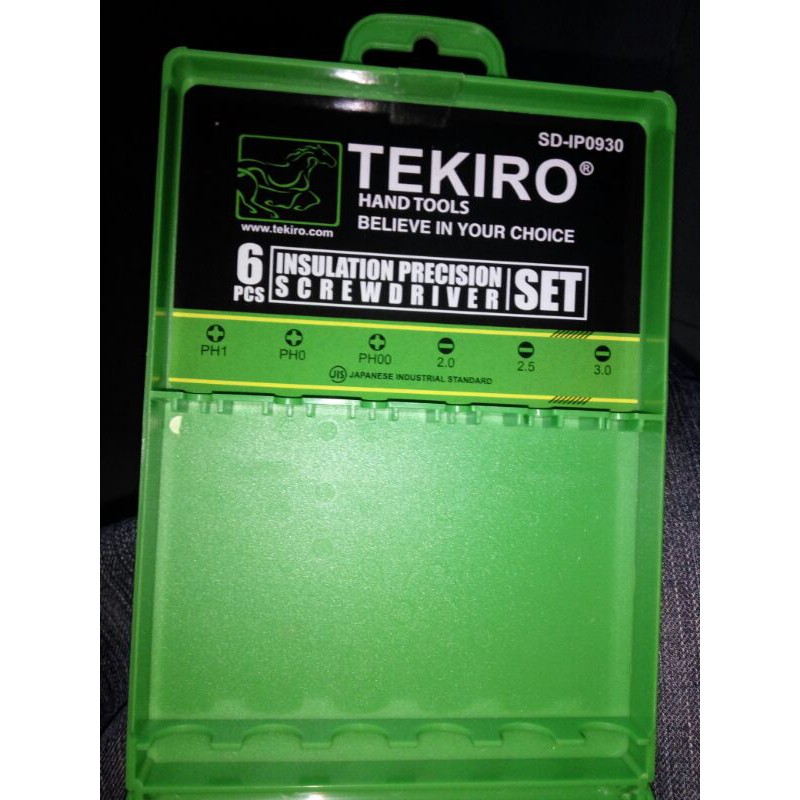 SD-IP0930
TEKIRO®
HAND TOOLS
BELIEVE IN YOUR CHOICE
www.tekiro.com
6 PCS
INSULATION PRECISION
SCREWDRIVER
SET
PH1 PH0 PH00 2.0 2.5 3.0
JIS JAPANESE INDUSTRIAL STANDARD